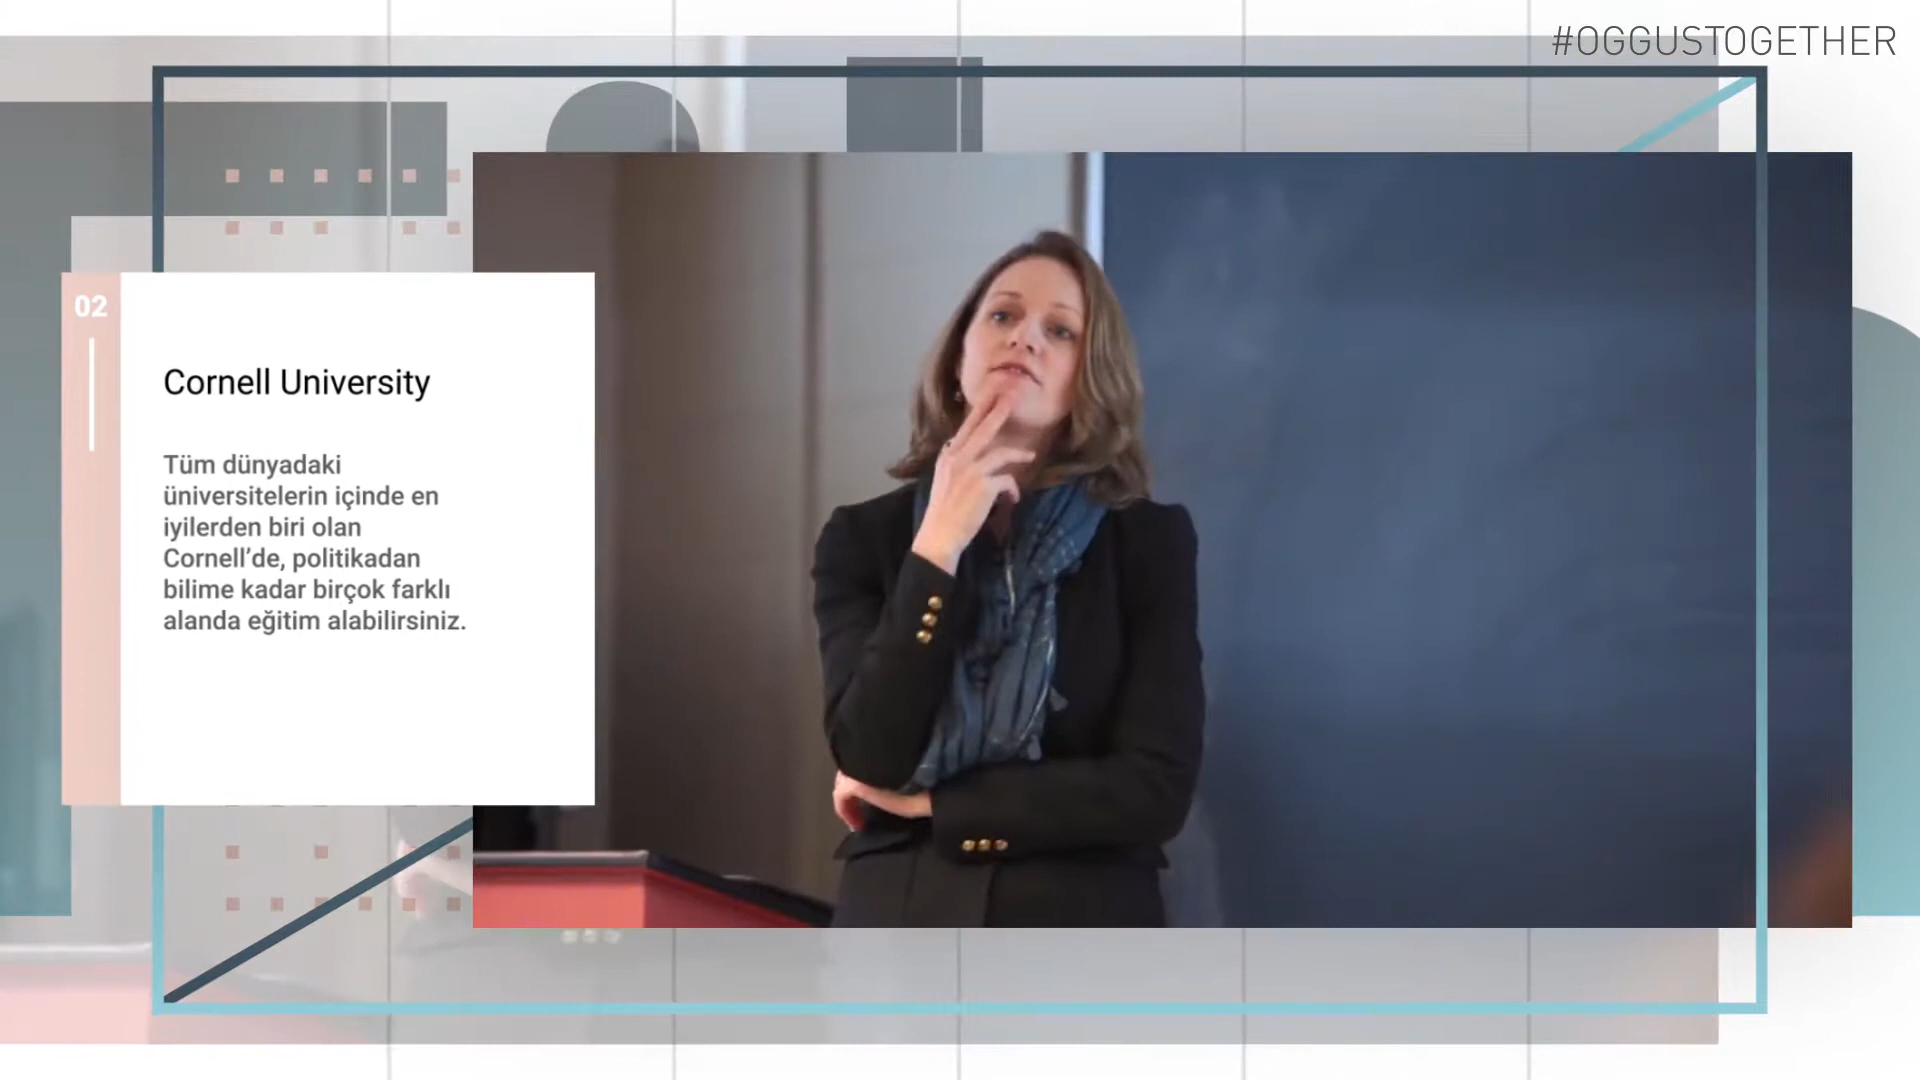 #OGGUSTOGETHER
02
Cornell University
Tüm dünyadaki
üniversitelerin içinde en
iyilerden biri olan
Cornell’de, politikadan
bilime kadar birçok farklı
alanda eğitim alabilirsiniz.